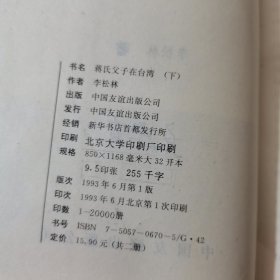 书名 蒋氏父子在台湾 (下)
作者 李松林
出版 中国友谊出版公司
发行 中国友谊出版公司
经销 新华书店首都发行所
印刷 北京大学印刷厂印刷
规格 850×1168毫米大32开本
9.5印张 255千字
版次 1993年6月第1版
印次 1993年6月北京第1次印刷
印数 1—20000册
书号 ISBN 7-5057-0670-5/G·42
定价 15.90元(共二册)